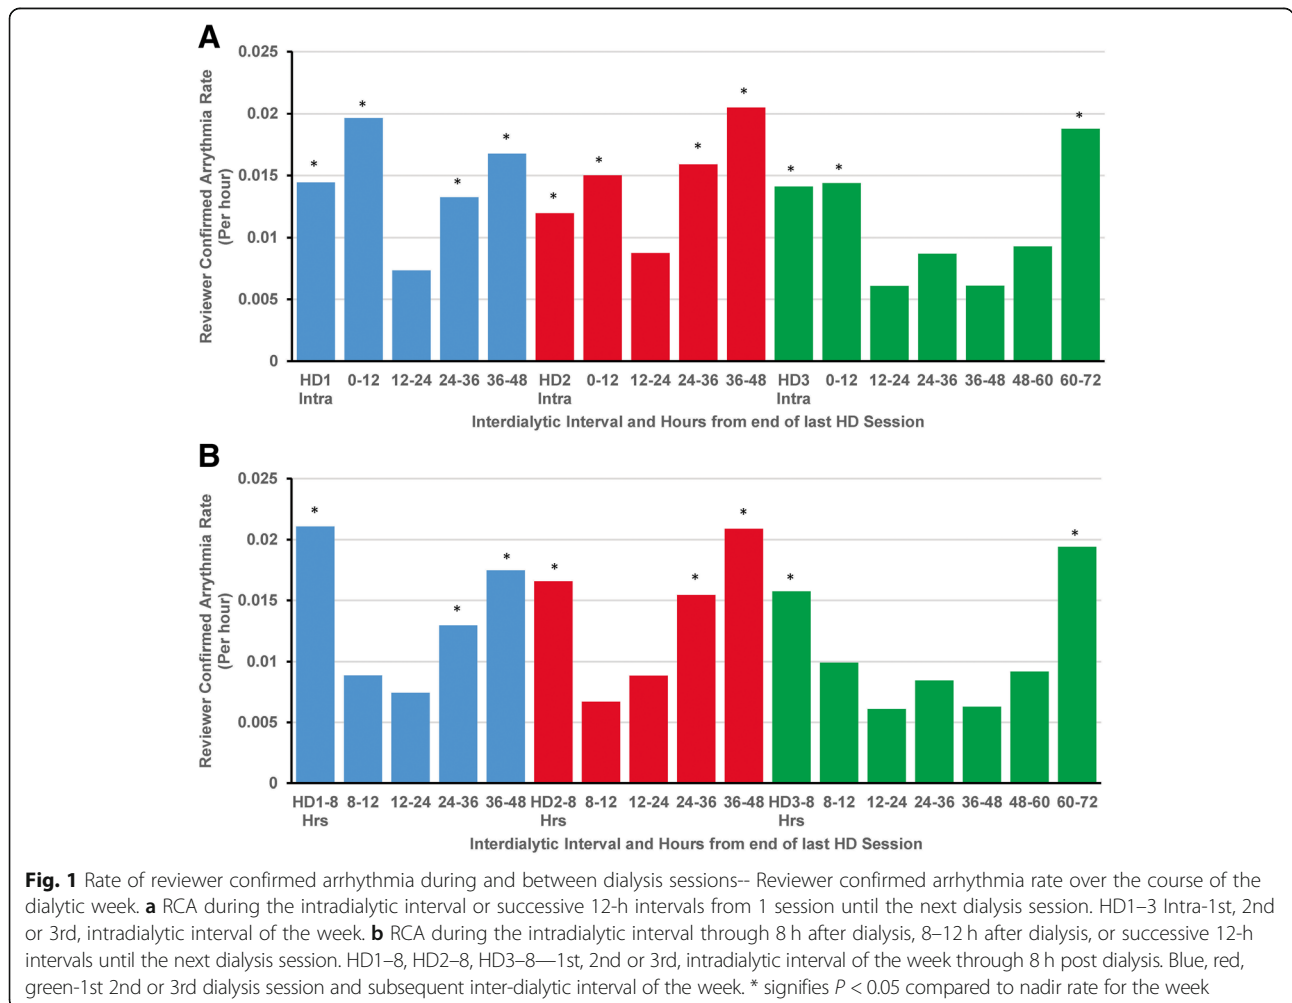 A
0.025
0.02
0.015
0.01
0.005
0
Reviewer Confirmed Arrythmia Rate
(Per hour)
* * * * * * * * * * *
HD1 0-12 12-24 24-36 36-48 HD2 0-12 12-24 24-36 36-48 HD3 0-12 12-24 24-36 36-48 48-60 60-72
Intra Intra Intra
Interdialytic Interval and Hours from end of last HD Session
B
0.025
0.02
0.015
0.01
0.005
0
Reviewer Confirmed Arrythmia Rate
(Per hour)
* * * * * * * *
HD1-8 8-12 12-24 24-36 36-48 HD2-8 8-12 12-24 24-36 36-48 HD3-8 8-12 12-24 24-36 36-48 48-60 60-72
Hrs Hrs Hrs
Interdialytic Interval and Hours from end of last HD Session
Fig. 1 Rate of reviewer confirmed arrhythmia during and between dialysis sessions-- Reviewer confirmed arrhythmia rate over the course of the
dialytic week. a RCA during the intradialytic interval or successive 12-h intervals from 1 session until the next dialysis session. HD1–3 Intra-1st, 2nd
or 3rd, intradialytic interval of the week. b RCA during the intradialytic interval through 8 h after dialysis, 8–12 h after dialysis, or successive 12-h
intervals until the next dialysis session. HD1–8, HD2–8, HD3–8—1st, 2nd or 3rd, intradialytic interval of the week through 8 h post dialysis. Blue, red,
green-1st 2nd or 3rd dialysis session and subsequent inter-dialytic interval of the week. * signifies P < 0.05 compared to nadir rate for the week